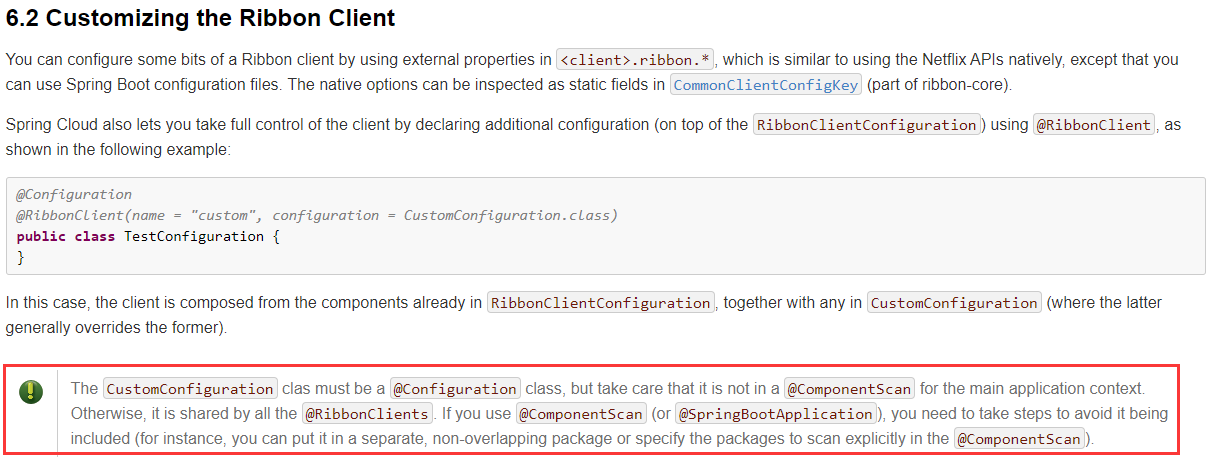 6.2 Customizing the Ribbon Client
You can configure some bits of a Ribbon client by using external properties in <client>.ribbon.*, which is similar to using the Netflix APIs natively, except that you
can use Spring Boot configuration files. The native options can be inspected as static fields in CommonClientConfigKey (part of ribbon-core).
Spring Cloud also lets you take full control of the client by declaring additional configuration (on top of the RibbonClientConfiguration) using @RibbonClient, as
shown in the following example:
@Configuration
@RibbonClient(name = "custom", configuration = CustomConfiguration.class)
public class TestConfiguration {
}
In this case, the client is composed from the components already in RibbonClientConfiguration, together with any in CustomConfiguration (where the latter
generally overrides the former).
The CustomConfiguration clas must be a @Configuration class, but take care that it is not in a @ComponentScan for the main application context.
Otherwise, it is shared by all the @RibbonClients. If you use @ComponentScan (or @SpringBootApplication), you need to take steps to avoid it being
included (for instance, you can put it in a separate, non-overlapping package or specify the packages to scan explicitly in the @ComponentScan).